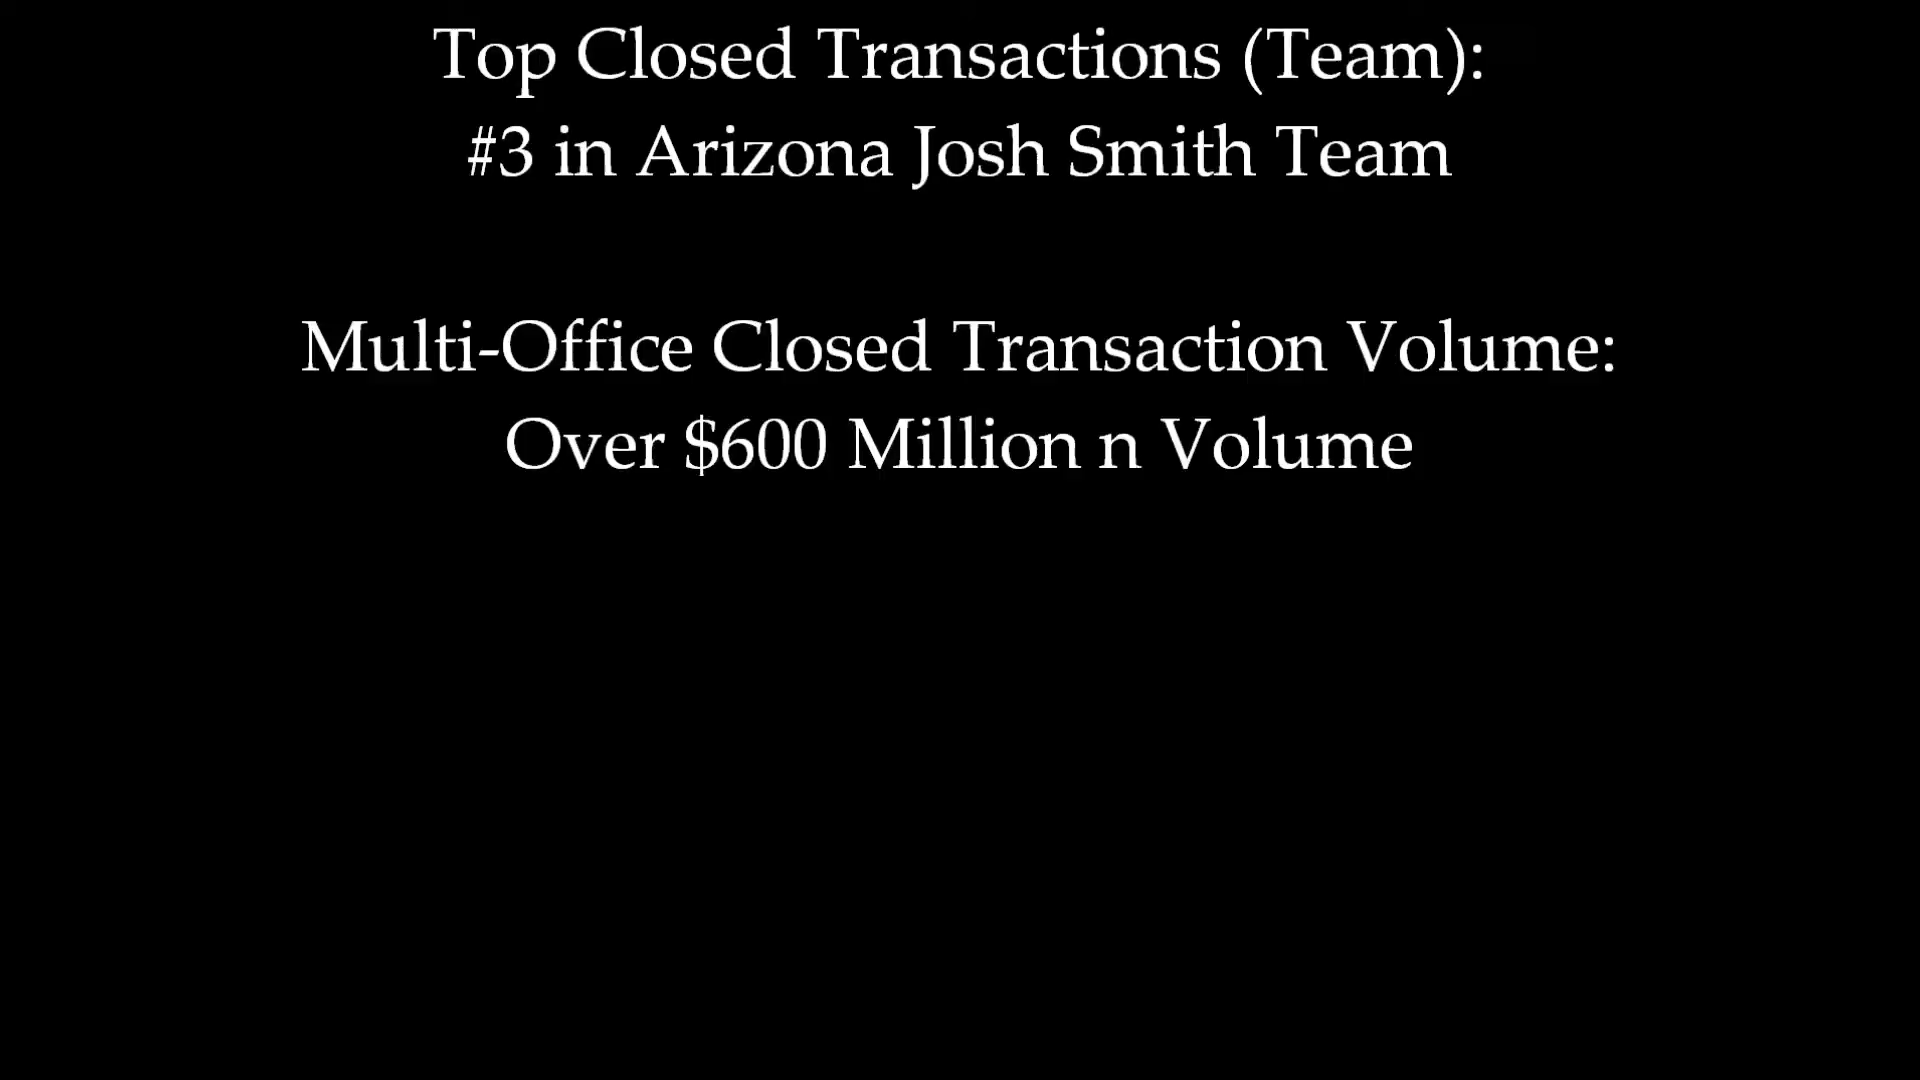 Top Closed Transactions (Team):
#3 in Arizona Josh Smith Team
Multi-Office Closed Transaction Volume:
Over $600 Million n Volume